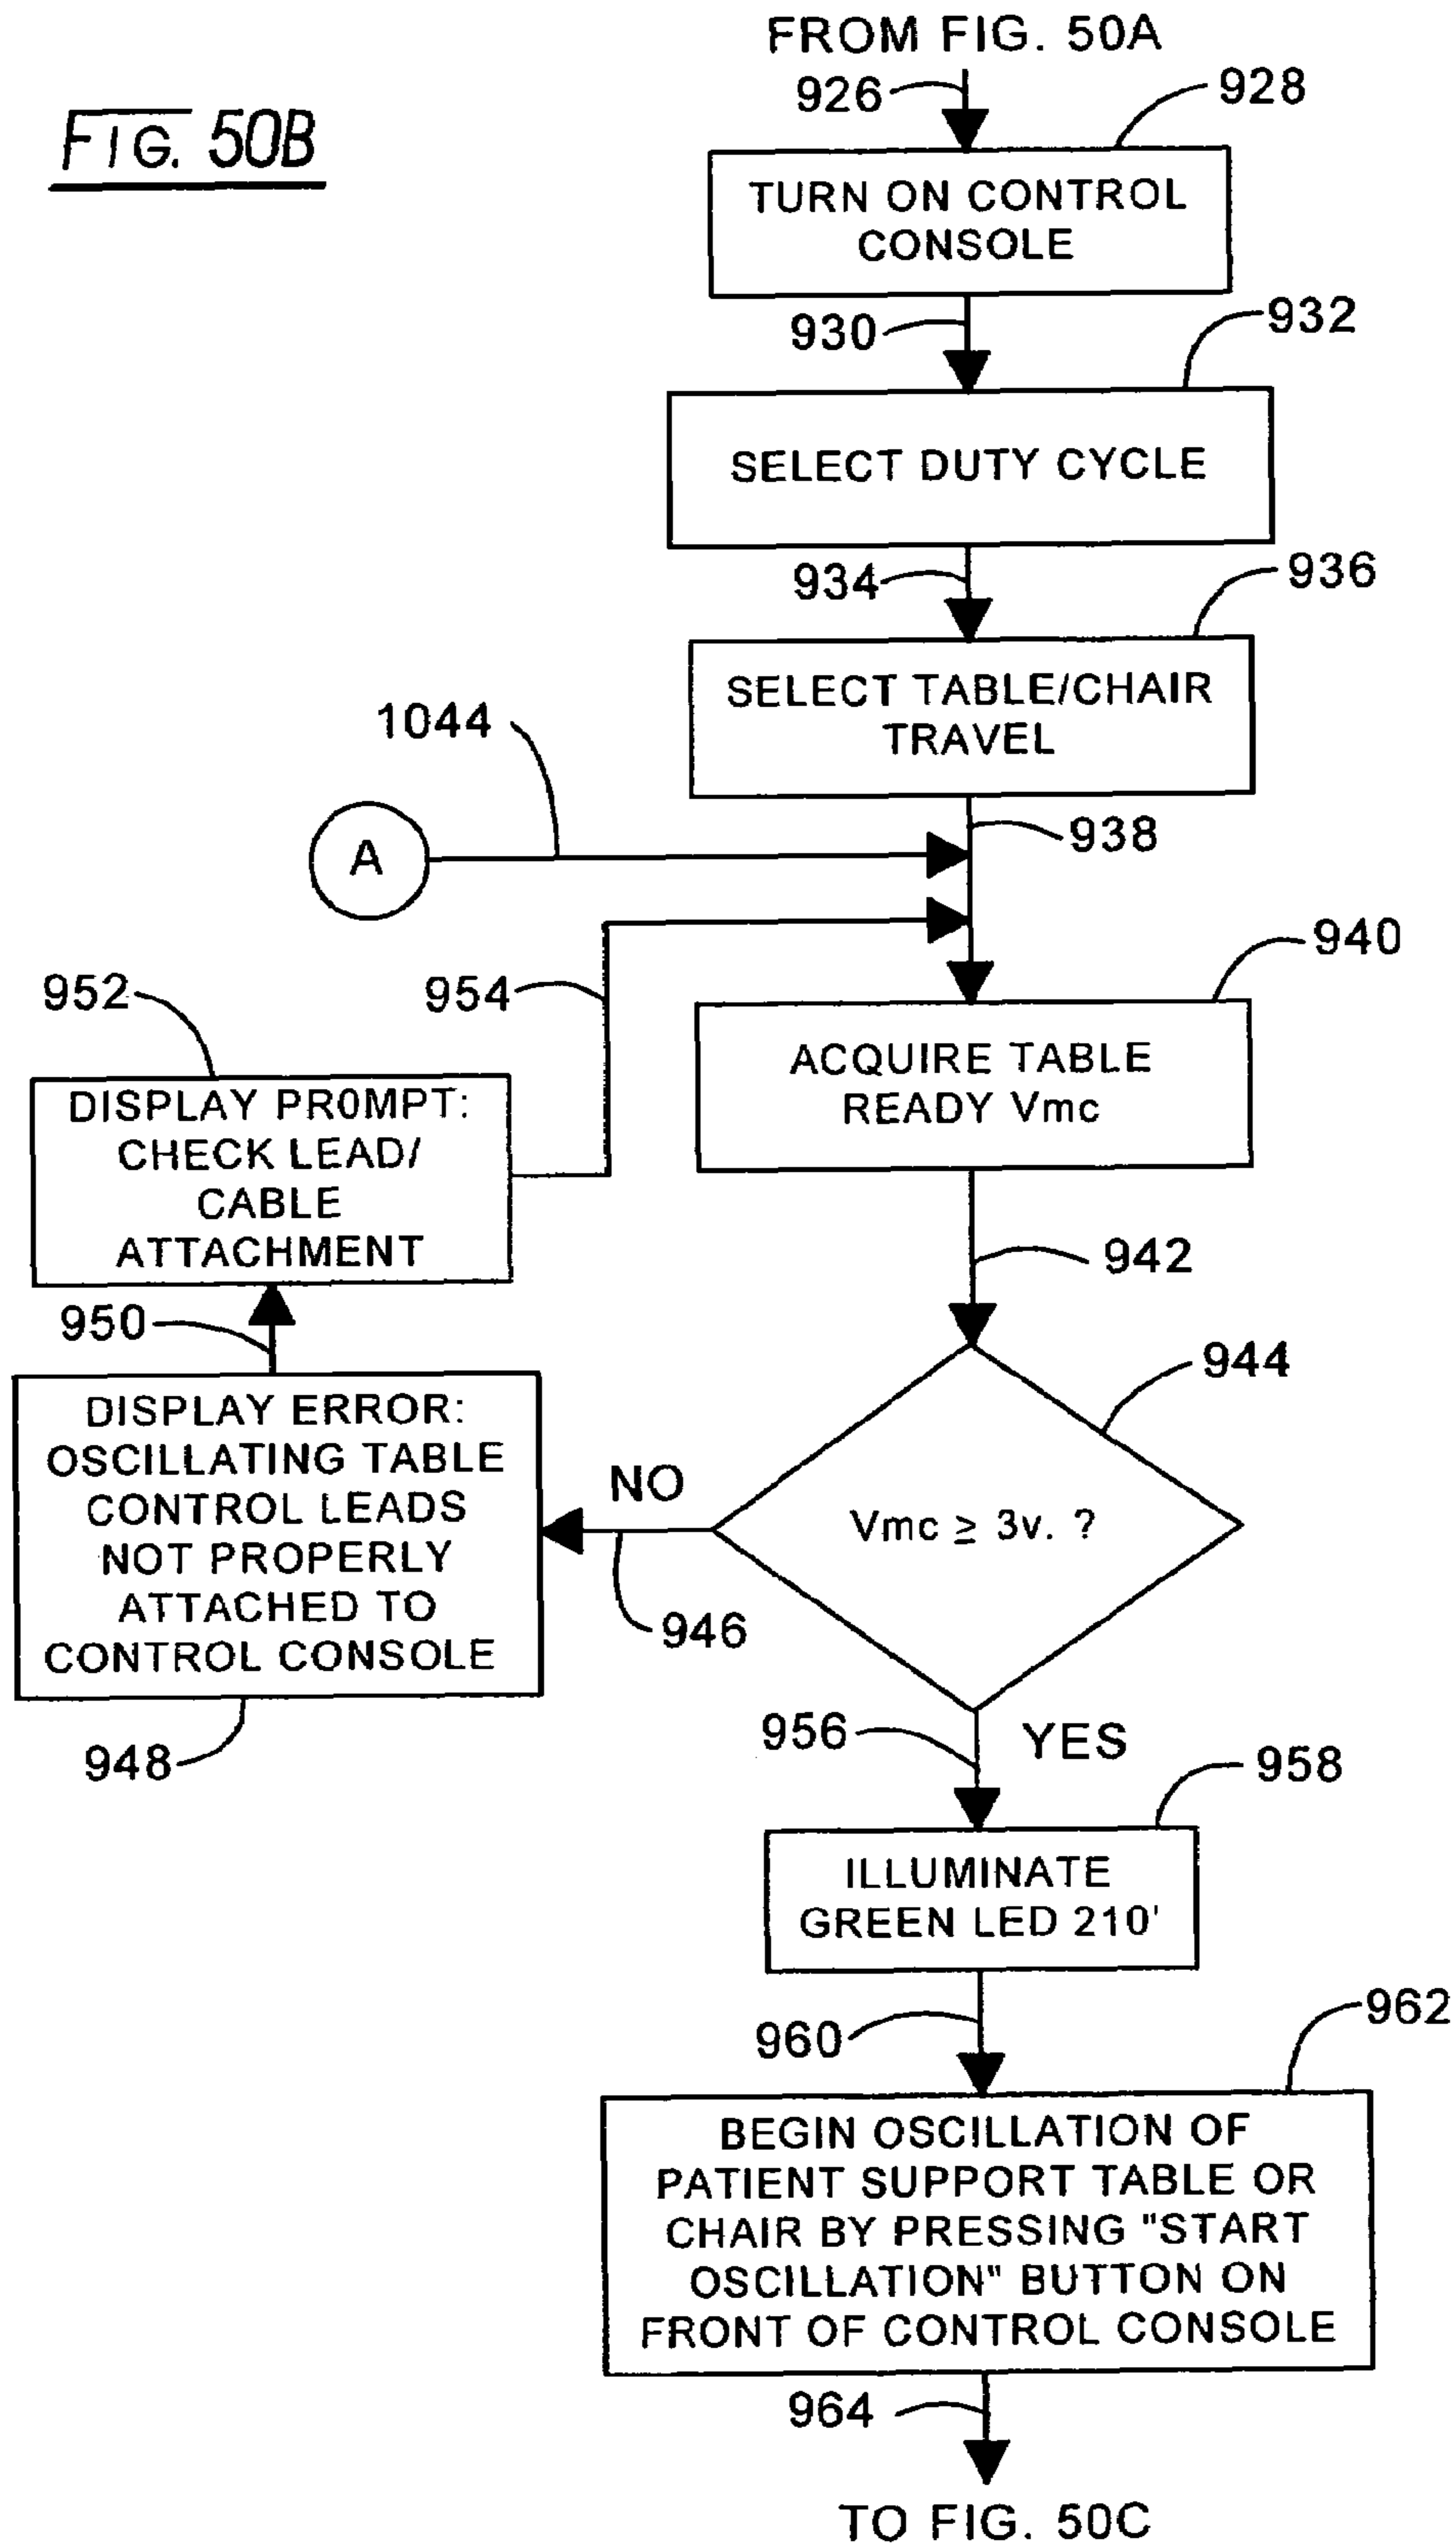 FROM FIG. 50A
FIG. 50B
926
928
TURN ON CONTROL
CONSOLE
930
932
SELECT DUTY CYCLE
934
936
SELECT TABLE/CHAIR
TRAVEL
1044
938
A
940
954
952
ACQUIRE TABLE
READY Vmc
DISPLAY PROMPT:
CHECK LEAD/
CABLE
ATTACHMENT
942
950
944
DISPLAY ERROR:
OSCILLATING TABLE
CONTROL LEADS
NOT PROPERLY
ATTACHED TO
CONTROL CONSOLE
NO
Vmc ≥ 3v. ?
946
948
956
YES
958
ILLUMINATE
GREEN LED 210'
960
962
BEGIN OSCILLATION OF
PATIENT SUPPORT TABLE OR
CHAIR BY PRESSING "START
OSCILLATION" BUTTON ON
FRONT OF CONTROL CONSOLE
964
TO FIG. 50C